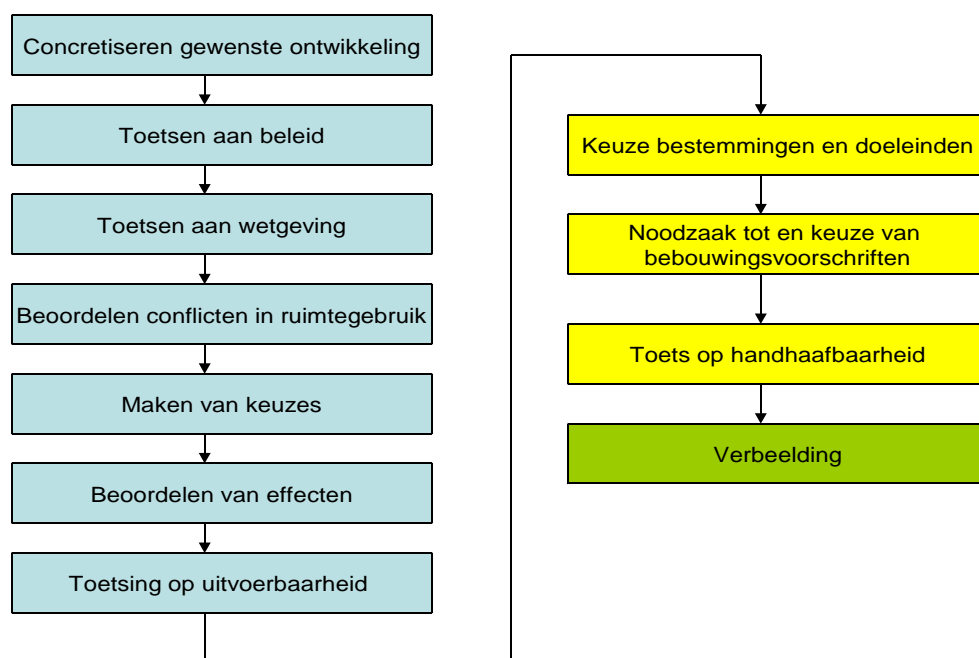 Concretiseren gewenste ontwikkeling
Toetsen aan beleid
Toetsen aan wetgeving
Beoordelen conflicten in ruimtegebruik
Maken van keuzes
Beoordelen van effecten
Toetsing op uitvoerbaarheid
Keuze bestemmingen en doeleinden
Noodzaak tot en keuze van
bebouwingsvoorschriften
Toets op handhaafbaarheid
Verbeelding